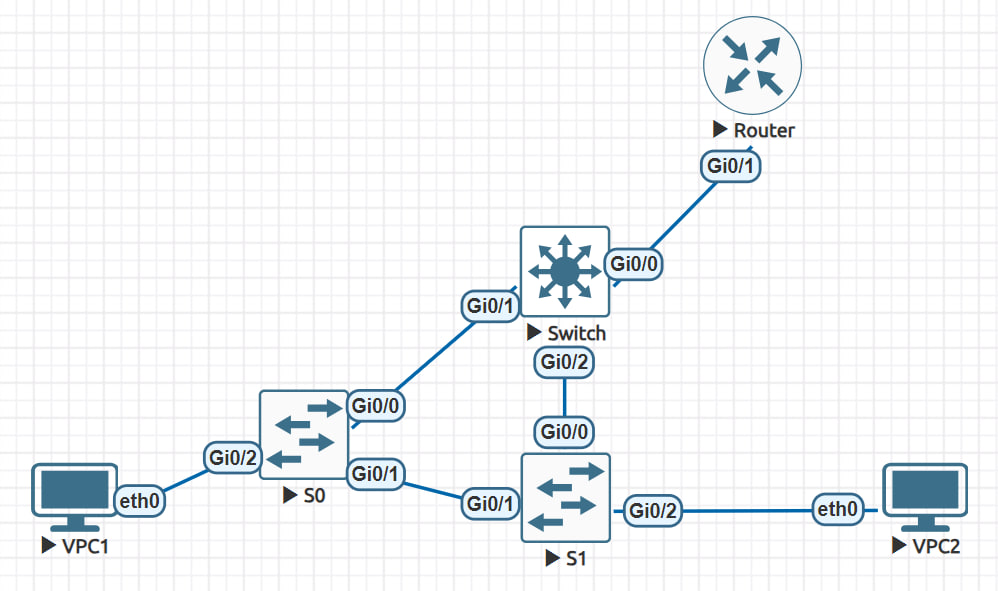 Router
Gi0/1
Gi0/0
Gi0/1
Switch
Gi0/2
Gi0/0
Gi0/0
Gi0/2
Gi0/1
S0
eth0
VPC1
Gi0/1
Gi0/2
eth0
S1
VPC2